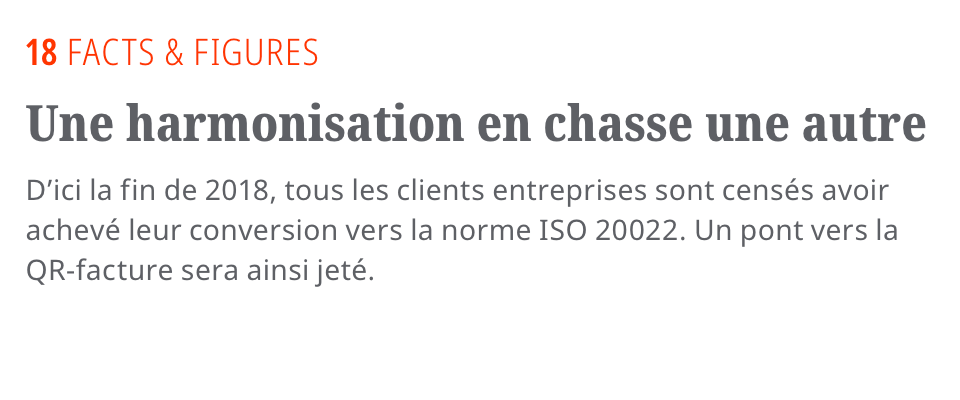 18 FACTS & FIGURES
Une harmonisation en chasse une autre
D’ici la fin de 2018, tous les clients entreprises sont censés avoir
achevé leur conversion vers la norme ISO 20022. Un pont vers la
QR-facture sera ainsi jeté.